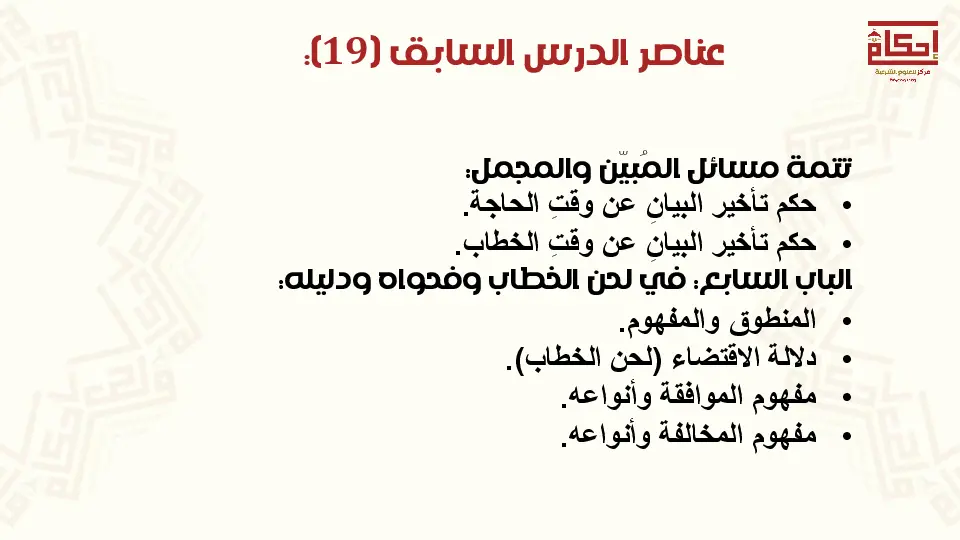 إحكام
مركز للعلوم الشرعية
عناصر الدرس السابق (19):
تتمة مسائل المُبيّن والمجمل:
• حكم تأخير البيانِ عن وقتِ الحاجة.
• حكم تأخير البيانِ عن وقتِ الخطاب.
الباب السابع: في لحن الخطاب وفحواه ودليله:
• المنطوق والمفهوم.
• دلالة الاقتضاء (لحن الخطاب).
• مفهوم الموافقة وأنواعه.
• مفهوم المخالفة وأنواعه.